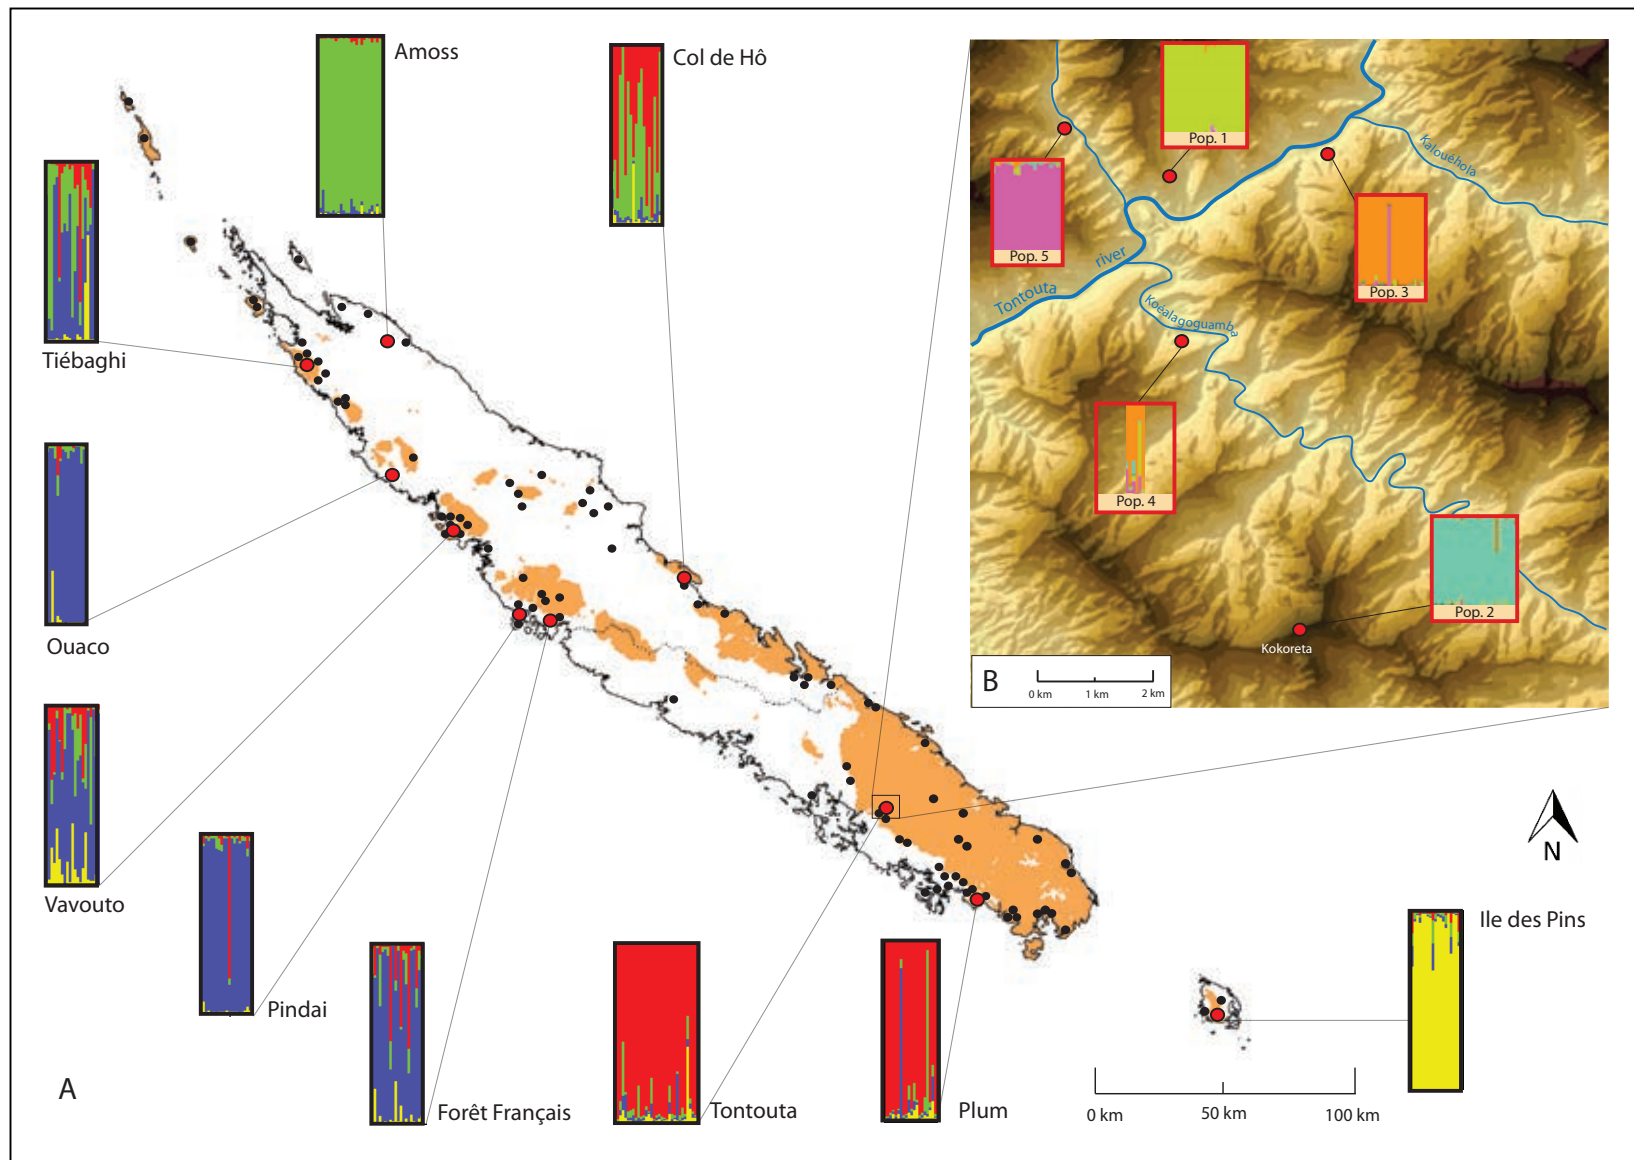 Amoss
Col de Hô
Tiébaghi
Ouaco
Vavouto
Pindai
Forêt Français
Tontouta
Plum
Ile des Pins
A
0 km
50 km
100 km
N
Pop. 1
Pop. 5
Pop. 3
Pop. 4
Pop. 2
Kalouéhola
Tontouta river
Koéalagoguamba
Kokoreta
B
0 km
1 km
2 km